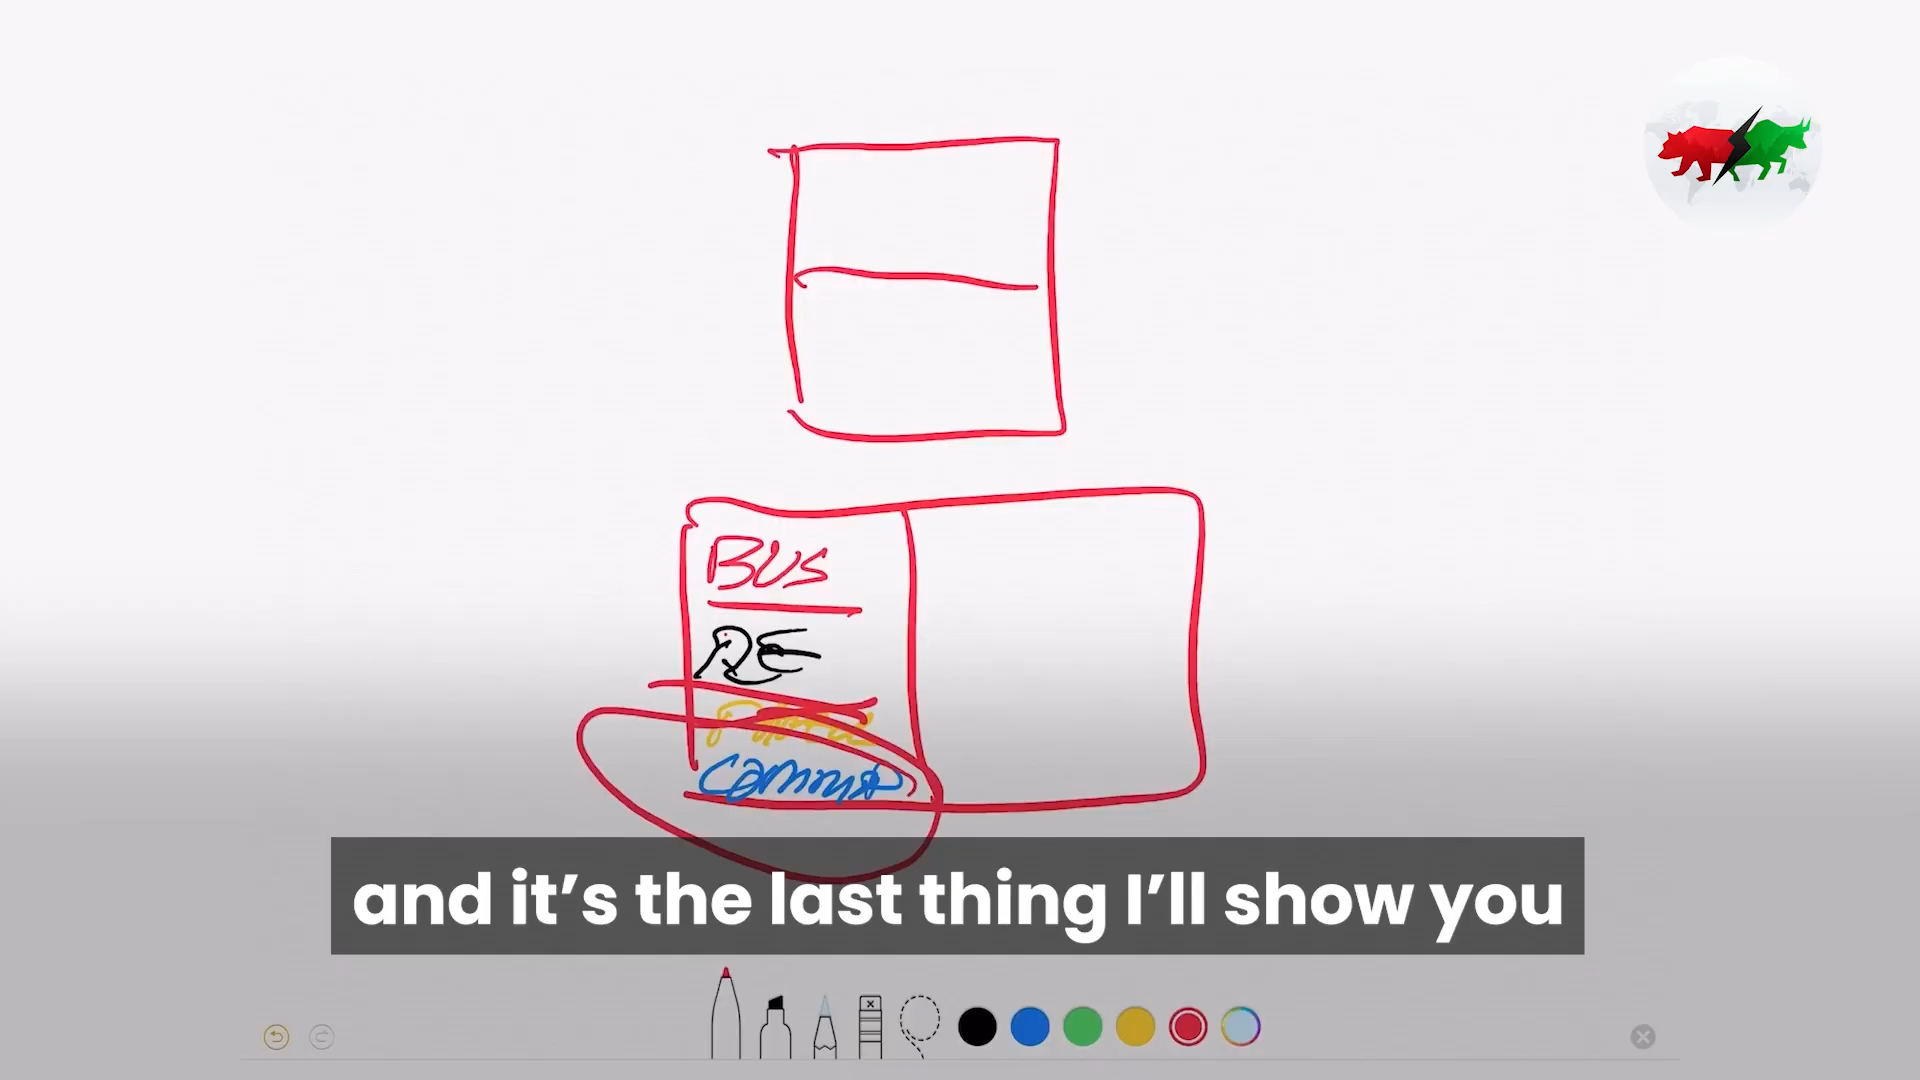 BUS
RE
and it’s the last thing I’ll show you